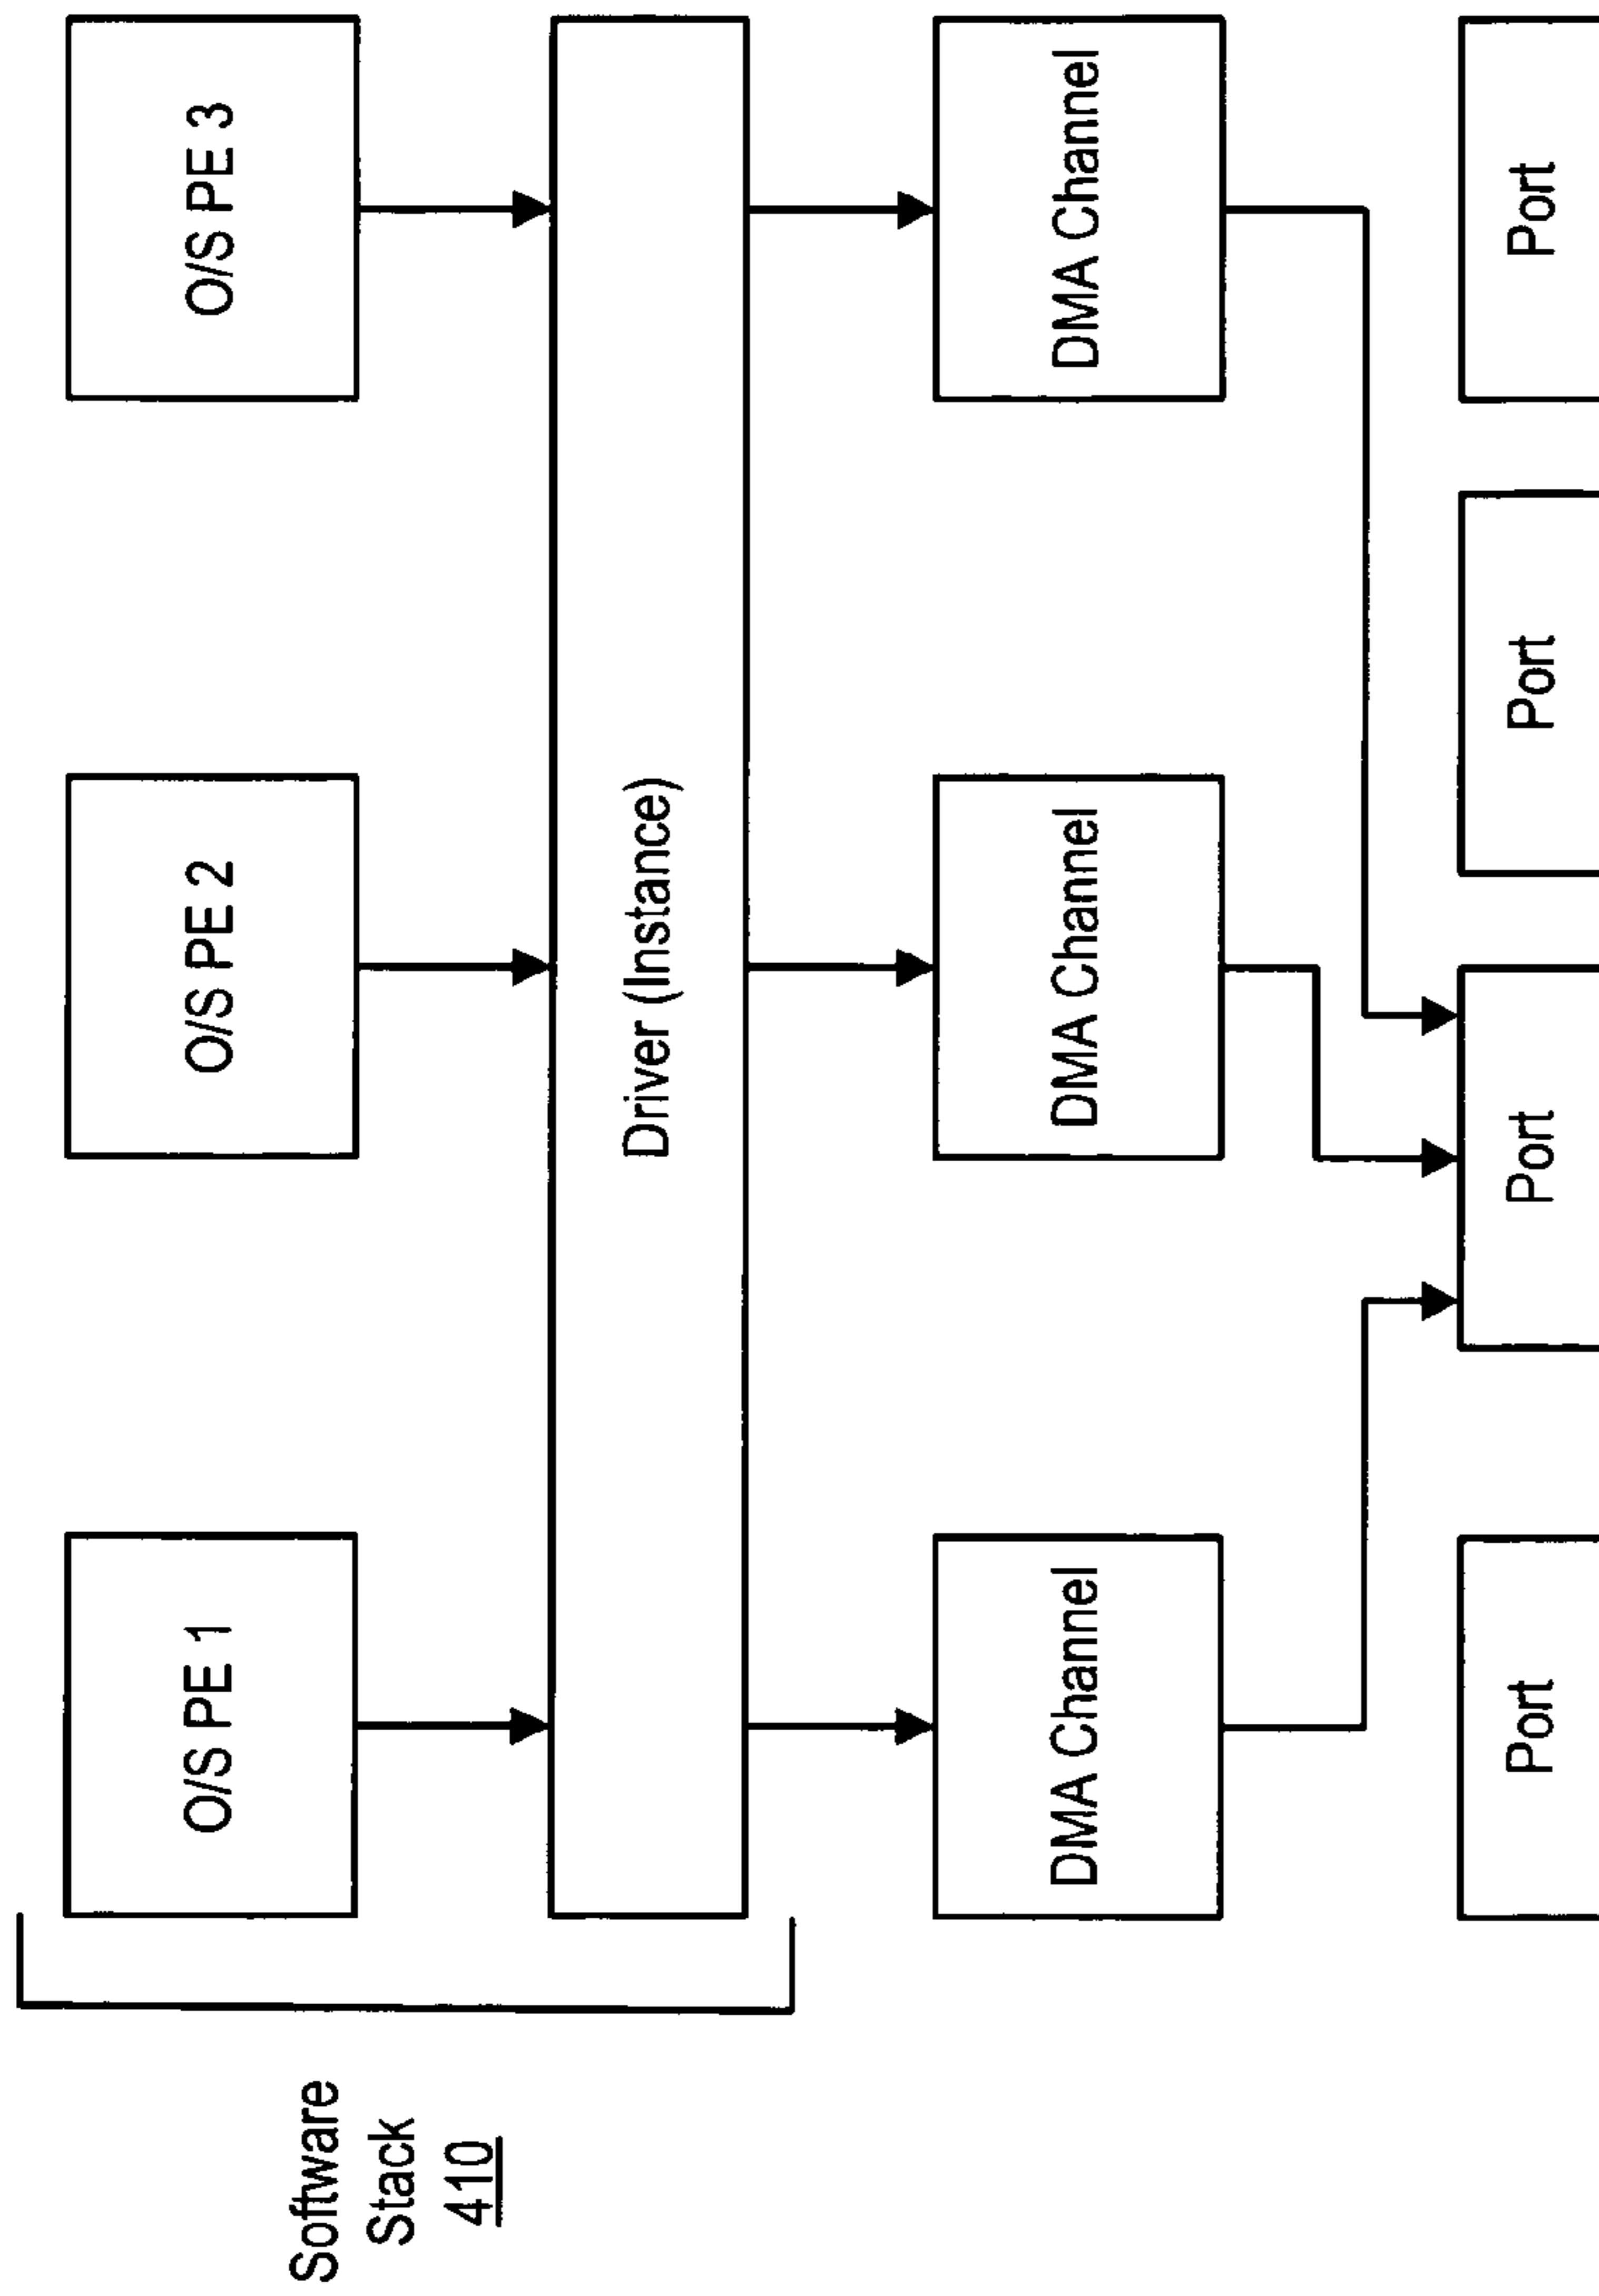 Software
Stack
410
O/S PE 1
O/S PE 2
O/S PE 3
Driver (Instance)
DMA Channel
DMA Channel
DMA Channel
Port
Port
Port
Port